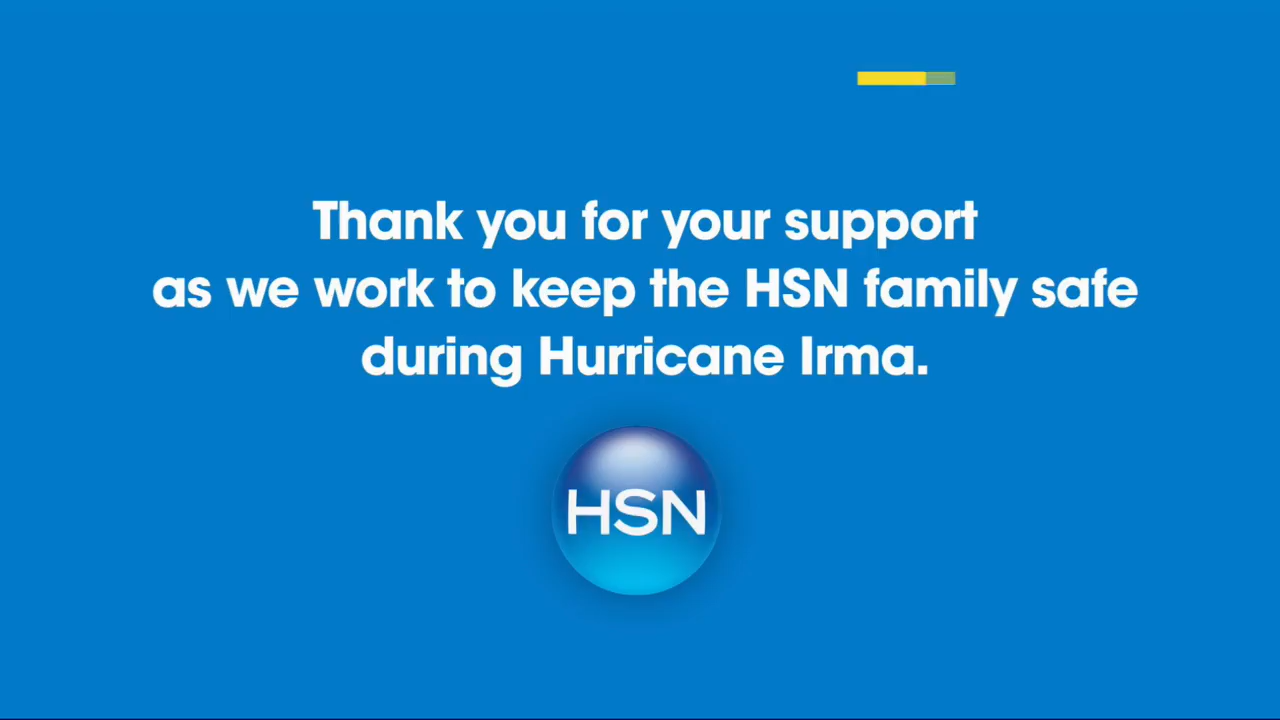 Thank you for your support
as we work to keep the HSN family safe
during Hurricane Irma.
HSN